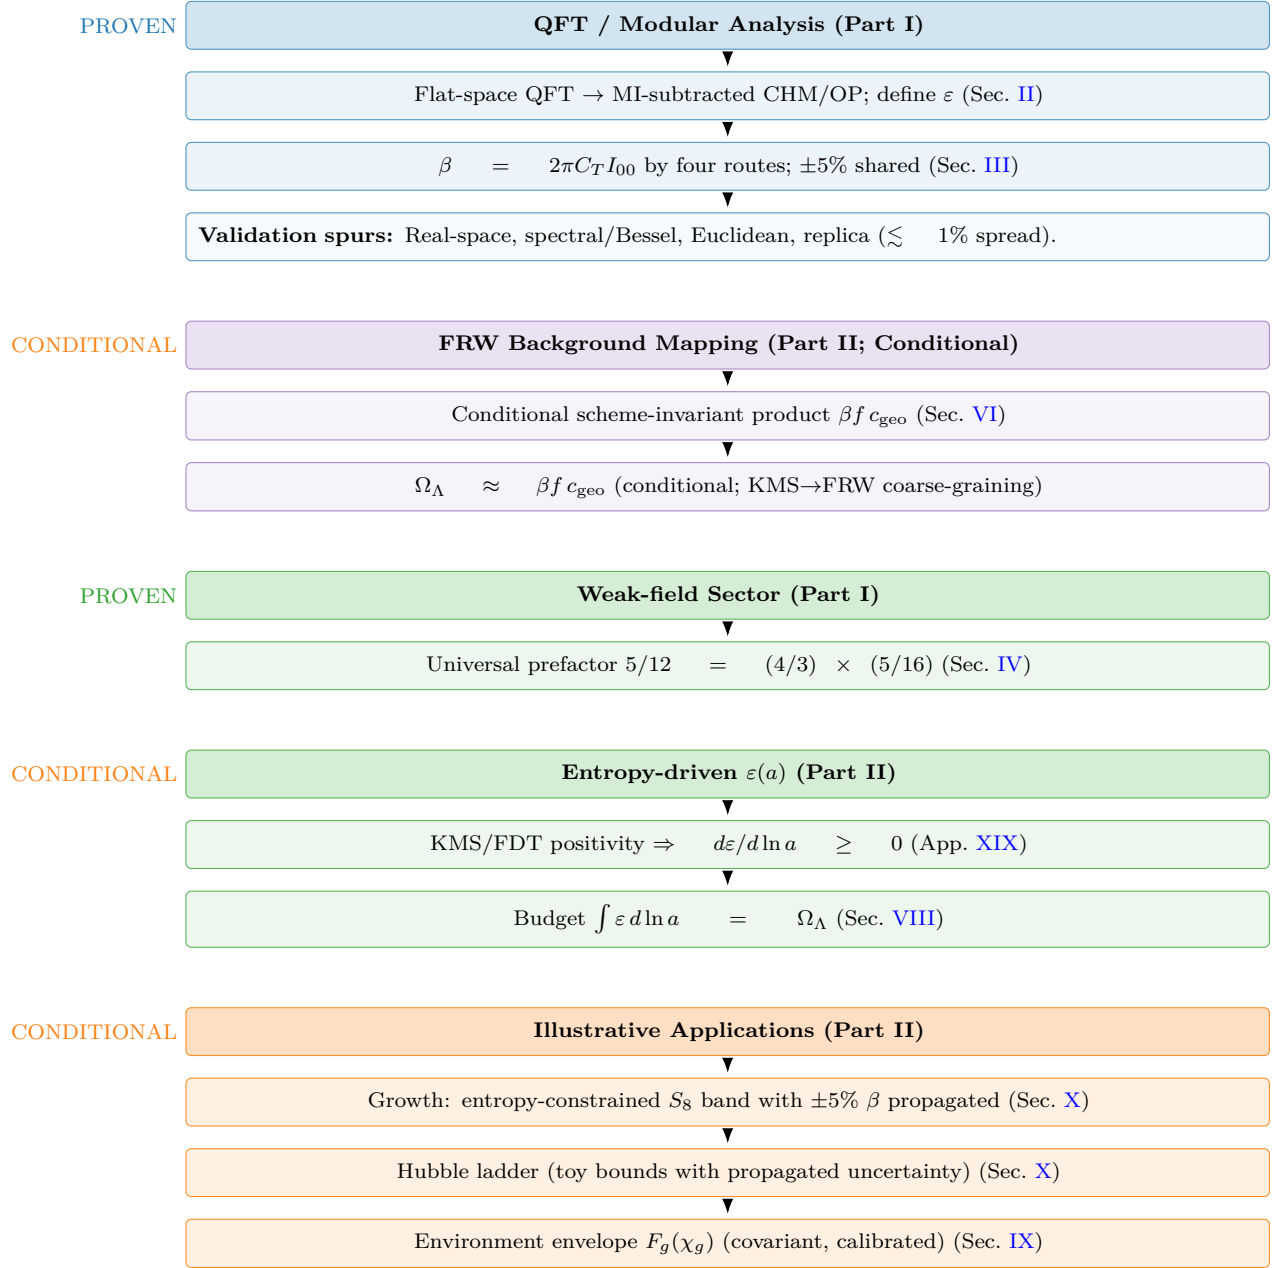 PROVEN
QFT / Modular Analysis (Part I)
Flat-space QFT → MI-subtracted CHM/OP; define ε (Sec. II)
β = 2πC_T I_00 by four routes; ±5% shared (Sec. III)
Validation spurs: Real-space, spectral/Bessel, Euclidean, replica (≲ 1% spread).
CONDITIONAL
FRW Background Mapping (Part II; Conditional)
Conditional scheme-invariant product βf c_geo (Sec. VI)
Ω_Λ ≈ βf c_geo (conditional; KMS→FRW coarse-graining)
PROVEN
Weak-field Sector (Part I)
Universal prefactor 5/12 = (4/3) × (5/16) (Sec. IV)
CONDITIONAL
Entropy-driven ε(a) (Part II)
KMS/FDT positivity ⇒ dε/d ln a ≥ 0 (App. XIX)
Budget ∫ ε d ln a = Ω_Λ (Sec. VIII)
CONDITIONAL
Illustrative Applications (Part II)
Growth: entropy-constrained S_8 band with ±5% β propagated (Sec. X)
Hubble ladder (toy bounds with propagated uncertainty) (Sec. X)
Environment envelope F_g(χ_g) (covariant, calibrated) (Sec. IX)